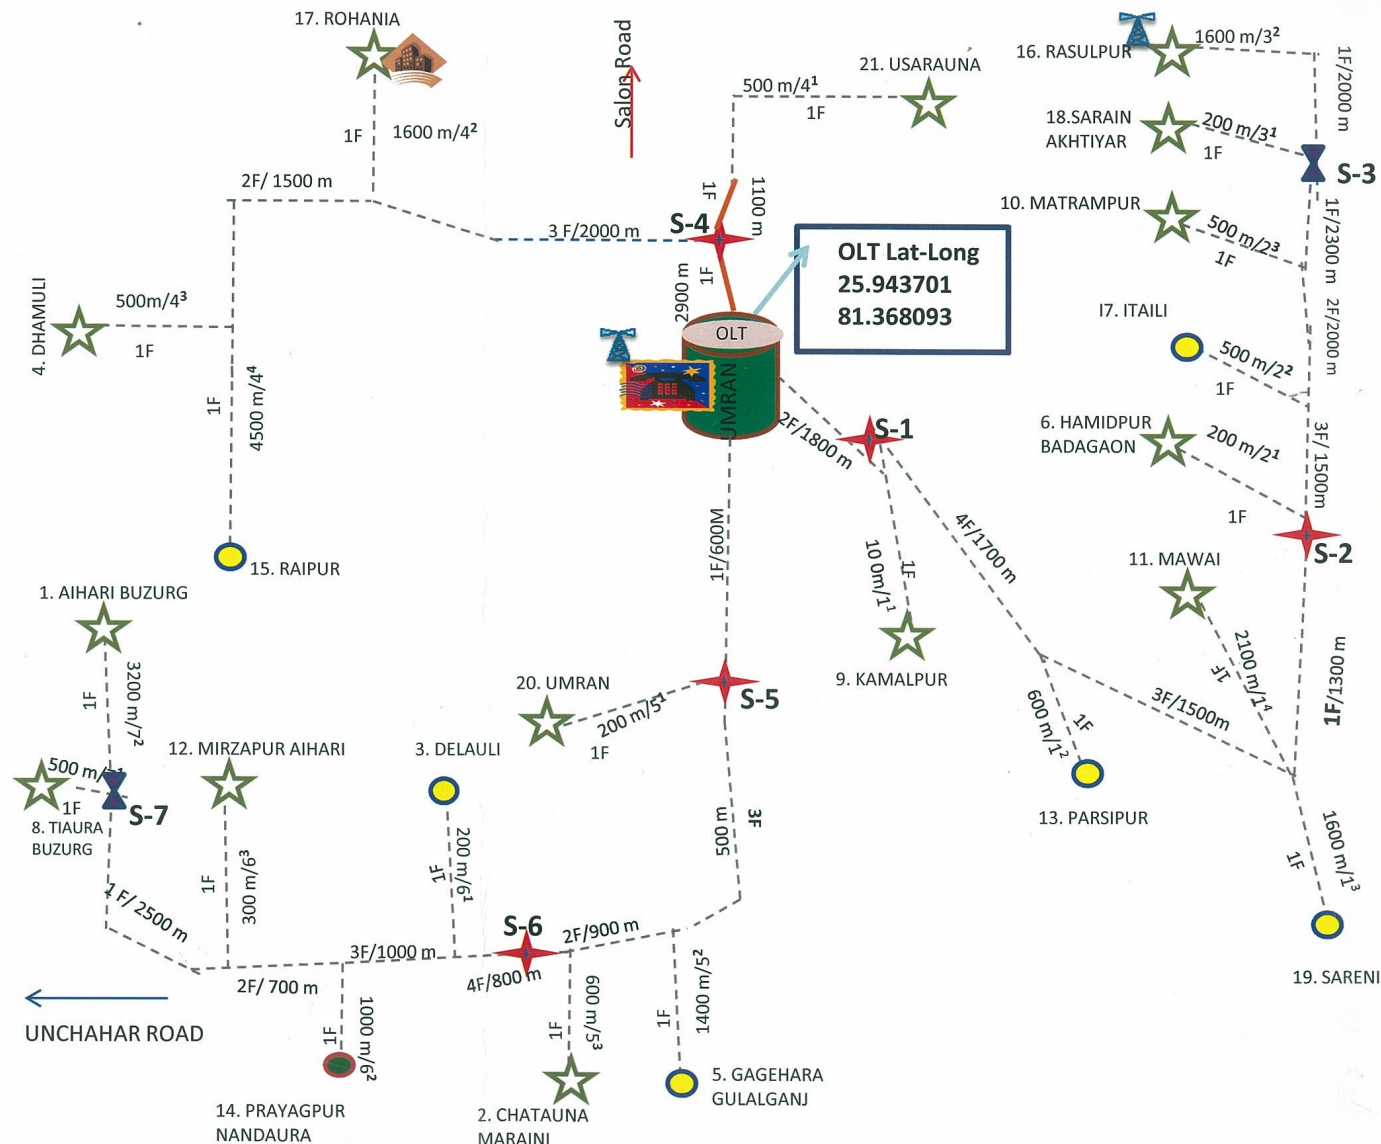 17. ROHANIA
1F
1600 m/4²
2F/ 1500 m
3 F/2000 m
Salon Road
500 m/4¹
1F
21. USARAUNA
1F
1100 m
S-4
2900 m
1F
OLT Lat-Long
25.943701
81.368093
OLT
UMRAN
4. DHAMULI
500m/4³
1F
1F
4500 m/4⁴
15. RAIPUR
16. RASULPUR
1600 m/3²
1F/2000 m
18.SARAIN
AKHTIYAR
200 m/3¹
1F
S-3
10. MATRAMPUR
500 m/2³
1F
1F/2300 m
2F/2000 m
I7. ITAILI
500 m/2²
1F
6. HAMIDPUR
BADAGAON
200 m/2¹
1F
3F/ 1500m
S-2
2F/1800 m
S-1
4F/1700 m
10 0m/1¹
1F
9. KAMALPUR
11. MAWAI
2100 m/1⁴
1F
1F/1300 m
3F/1500m
600 m/1²
1F
13. PARSIPUR
1600 m/1³
1F
19. SARENI
1F/600M
S-5
20. UMRAN
200 m/5¹
1F
500 m
3F
1. AIHARI BUZURG
1F
3200 m/7²
500 m/7¹
1F
S-7
8. TIAURA
BUZURG
12. MIRZAPUR AIHARI
1F
300 m/6³
3. DELAULI
200 m/6¹
1F
1 F/ 2500 m
2F/ 700 m
3F/1000 m
S-6
4F/800 m
2F/900 m
1F
1000 m/6²
14. PRAYAGPUR
NANDAURA
1F
600 m/5³
2. CHATAUNA
MARAINI
1F
1400 m/5²
5. GAGEHARA
GULALGANJ
UNCHAHAR ROAD